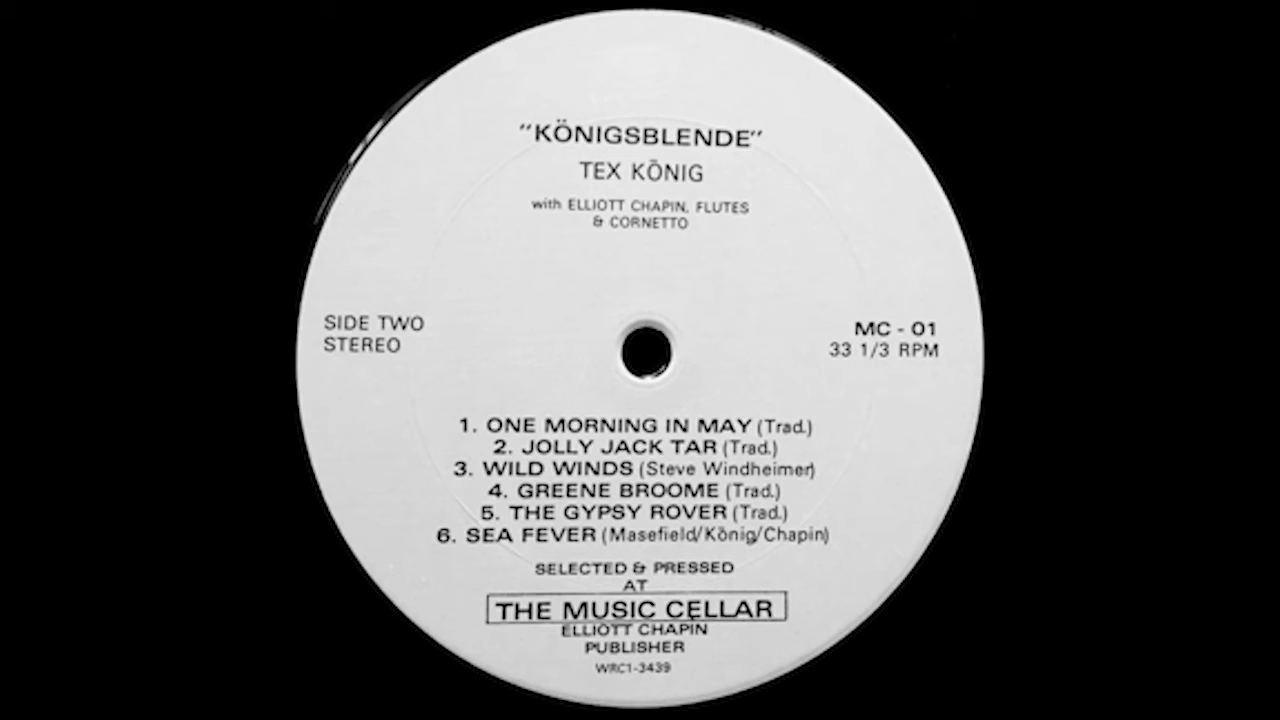 "KÖNIGSBLENDE"
TEX KÖNIG
with ELLIOTT CHAPIN, FLUTES
& CORNETTO
SIDE TWO
STEREO
MC - 01
33 1/3 RPM
1. ONE MORNING IN MAY (Trad.)
2. JOLLY JACK TAR (Trad.)
3. WILD WINDS (Steve Windheimer)
4. GREENE BROOME (Trad.)
5. THE GYPSY ROVER (Trad.)
6. SEA FEVER (Masefield/König/Chapin)
SELECTED & PRESSED
AT
THE MUSIC CELLAR
ELLIOTT CHAPIN
PUBLISHER
WRC1-3439